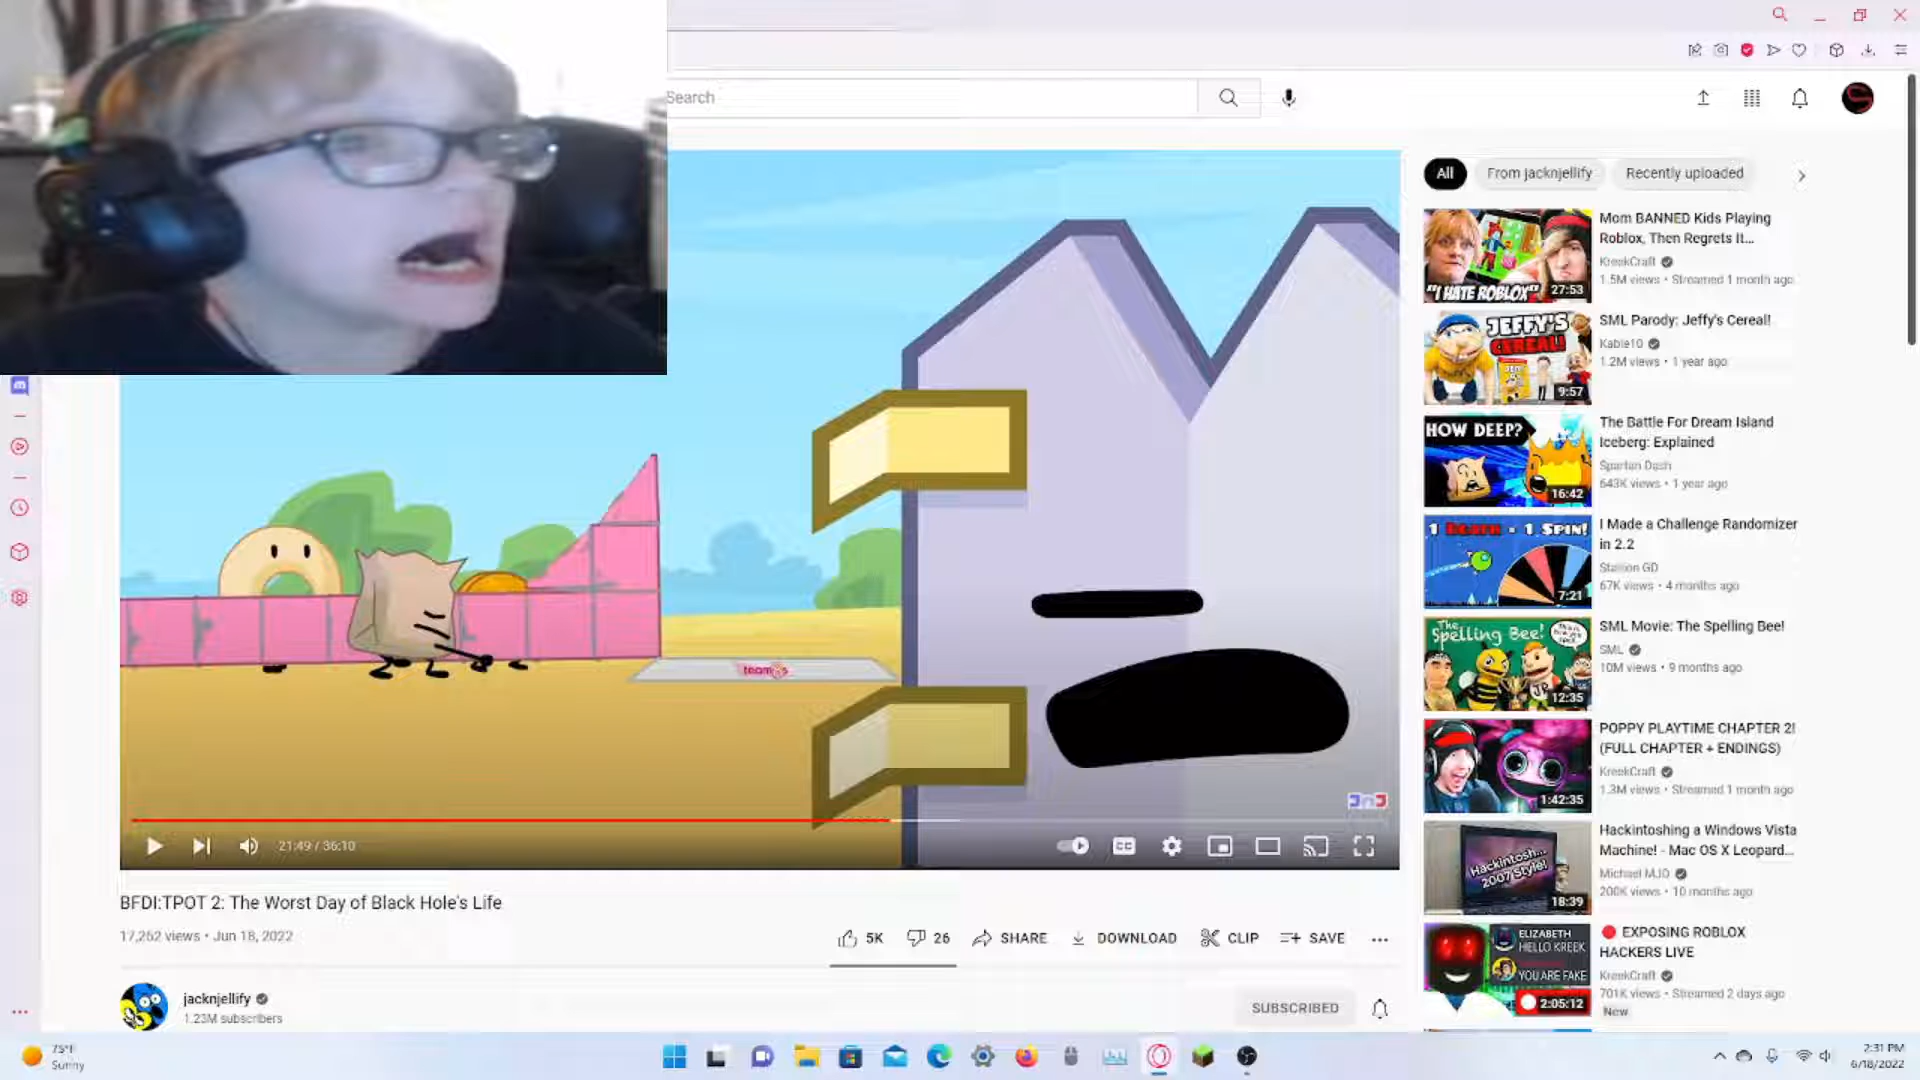 Search
All
From jacknjellify
Recently uploaded
"I HATE ROBLOX"
27:53
Mom BANNED Kids Playing
Roblox, Then Regrets It...
KreekCraft
1.5M views • Streamed 1 month ago
JEFFY'S
CEREAL!
9:57
SML Parody: Jeffy's Cereal!
Kable10
1.2M views • 1 year ago
HOW DEEP?
16:42
The Battle For Dream Island
Iceberg: Explained
Spartan Dash
643K views • 1 year ago
1 Death = 1 SPIN!
7:21
I Made a Challenge Randomizer
in 2.2
Stallion GD
67K views • 4 months ago
The
Spelling Bee!
12:35
SML Movie: The Spelling Bee!
SML
10M views • 9 months ago
1:42:35
POPPY PLAYTIME CHAPTER 2!
(FULL CHAPTER + ENDINGS)
KreekCraft
1.3M views • Streamed 1 month ago
Hackintosh...
2007 Style!
18:39
Hackintoshing a Windows Vista
Machine! - Mac OS X Leopard...
Michael MJD
200K views • 10 months ago
ELIZABETH
HELLO KREEK
YOU ARE FAKE
2:05:12
EXPOSING ROBLOX
HACKERS LIVE
KreekCraft
701K views • Streamed 2 days ago
New
21:49 / 36:10
CC
BFDI:TPOT 2: The Worst Day of Black Hole's Life
17,262 views • Jun 18, 2022
5K
26
SHARE
DOWNLOAD
CLIP
SAVE
jacknjellify
1.23M subscribers
SUBSCRIBED
75°F
Sunny
2:31 PM
6/18/2022